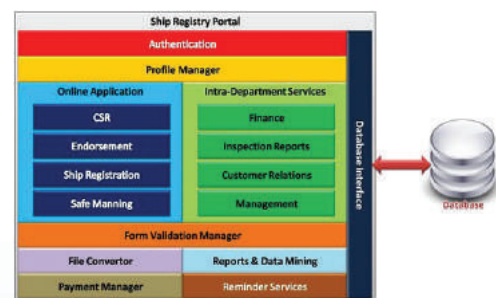 Ship Registry Portal
Authentication
Profile Manager
Online Application
CSR
Endorsement
Ship Registration
Safe Manning
Intra-Department Services
Finance
Inspection Reports
Customer Relations
Management
Database Interface
Database
Form Validation Manager
File Convertor
Reports & Data Mining
Payment Manager
Reminder Services